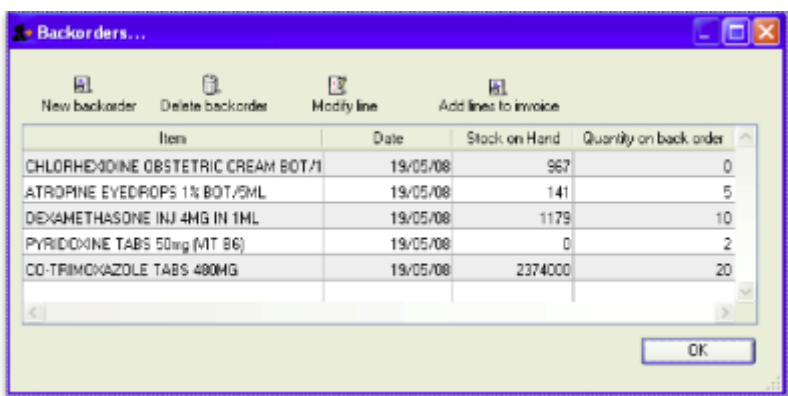 Backorders...
New backorder Delete backorder Modify line Add lines to invoice
Item Date Stock on Hand Quantity on back order
CHLORHEXIDINE OBSTETRIC CREAM BOT/1 19/05/08 967 0
ATROPINE EYEDROPS 1% BOT/5ML 19/05/08 141 5
DEXAMETHASONE INJ 4MG IN 1ML 19/05/08 1179 10
PYRIDOXINE TABS 50mg (VIT B6) 19/05/08 0 2
CO-TRIMOXAZOLE TABS 480MG 19/05/08 2374000 20
OK